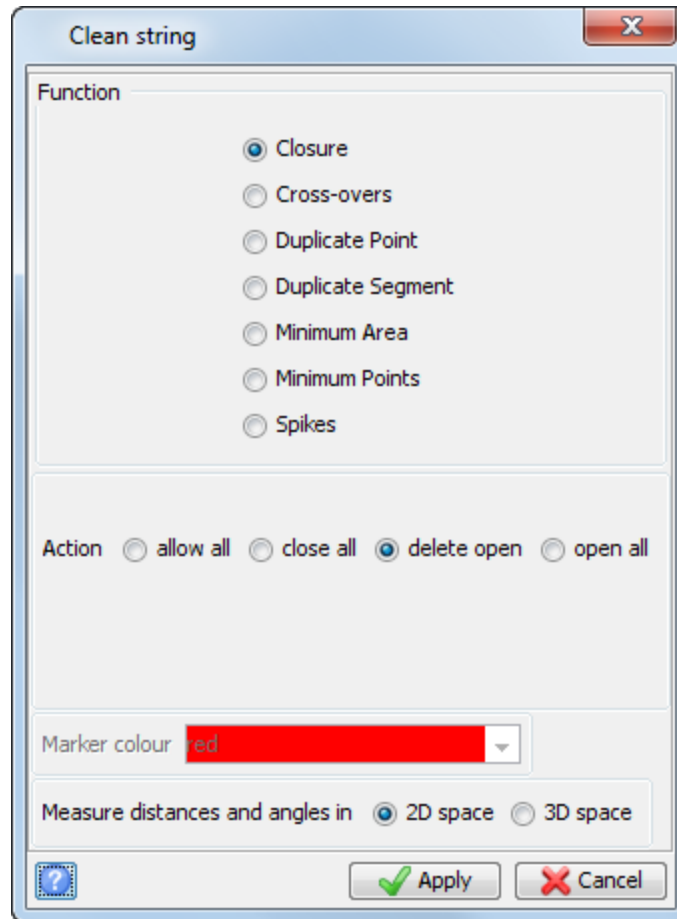 Clean string
Function
Closure
Cross-overs
Duplicate Point
Duplicate Segment
Minimum Area
Minimum Points
Spikes
Action allow all close all delete open open all
Marker colour red
Measure distances and angles in 2D space 3D space
? Apply Cancel